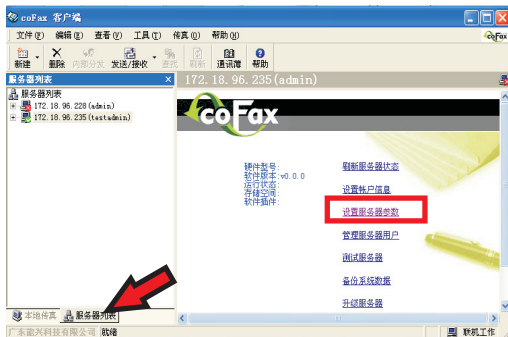 coFax 客户端
文件(F) 编辑(E) 查看(V) 工具(T) 传真(O) 帮助(H)
coFax
新建 删除 内部分发 发送/接收 查找 刷新 通讯簿 帮助
服务器列表 ×
172.18.96.235(admin)
服务器列表
172.18.96.228(admin)
172.18.96.235(testadmin)
coFax
硬件型号:
软件版本:v0.0.0
运行状态:
存储空间:
软件插件:
刷新服务器状态
设置帐户信息
设置服务器参数
管理服务器用户
测试服务器
备份系统数据
升级服务器
本地传真 服务器列表
广东龍兴科技有限公司 就绪
联机工作